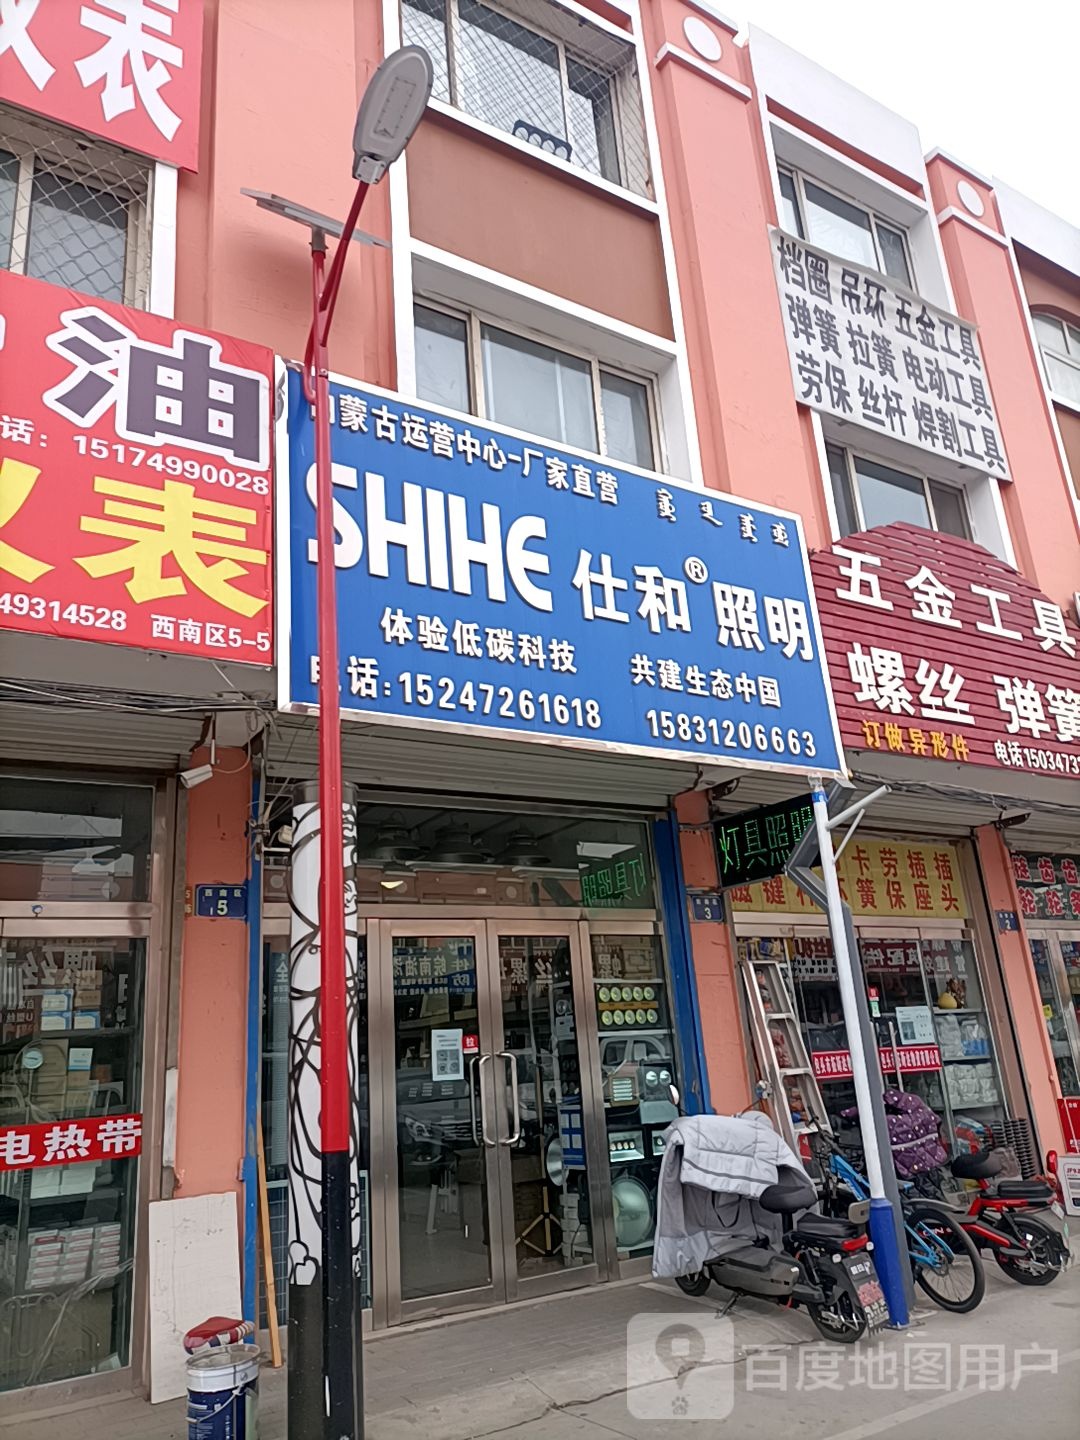 仪表
油
话：15174990028
仪表
49314528 西南区5-5
内蒙古运营中心-厂家直营
SHIHE 仕和® 照明
体验低碳科技 共建生态中国
电话:15247261618 15831206663
档圈 吊环 五金工具
弹簧 拉簧 电动工具
劳保 丝杆 焊割工具
五金工具
螺丝 弹簧
订做异形件
电话150347
灯具照明
卡劳插插
键 簧保座头
西南区
5
3
2
电热带
拉
百度地图用户